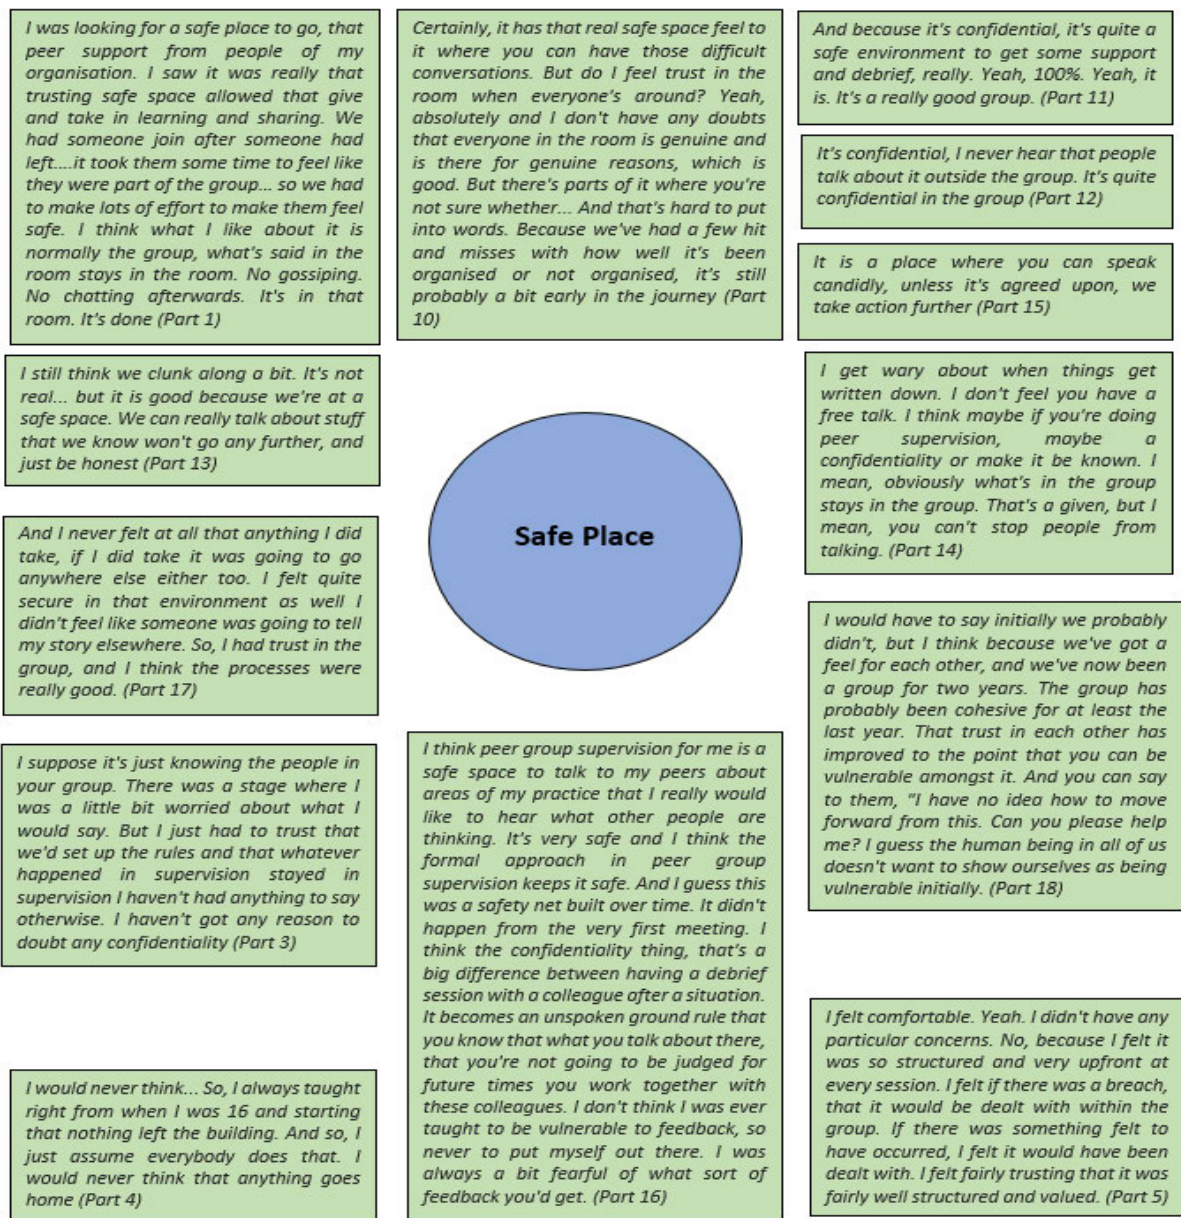 I was looking for a safe place to go, that
peer support from people of my
organisation. I saw it was really that
trusting safe space allowed that give
and take in learning and sharing. We
had someone join after someone had
left....it took them some time to feel like
they were part of the group... so we had
to make lots of effort to make them feel
safe. I think what I like about it is
normally the group, what's said in the
room stays in the room. No gossiping.
No chatting afterwards. It's in that
room. It's done (Part 1)
Certainly, it has that real safe space feel to
it where you can have those difficult
conversations. But do I feel trust in the
room when everyone's around? Yeah,
absolutely and I don't have any doubts
that everyone in the room is genuine and
is there for genuine reasons, which is
good. But there's parts of it where you're
not sure whether... And that's hard to put
into words. Because we've had a few hit
and misses with how well it's been
organised or not organised, it's still
probably a bit early in the journey (Part
10)
And because it's confidential, it's quite a
safe environment to get some support
and debrief, really. Yeah, 100%. Yeah, it
is. It's a really good group. (Part 11)
It's confidential, I never hear that people
talk about it outside the group. It's quite
confidential in the group (Part 12)
It is a place where you can speak
candidly, unless it's agreed upon, we
take action further (Part 15)
I still think we clunk along a bit. It's not
real... but it is good because we're at a
safe space. We can really talk about stuff
that we know won't go any further, and
just be honest (Part 13)
I get wary about when things get
written down. I don't feel you have a
free talk. I think maybe if you're doing
peer supervision, maybe a
confidentiality or make it be known. I
mean, obviously what's in the group
stays in the group. That's a given, but I
mean, you can't stop people from
talking. (Part 14)
Safe Place
And I never felt at all that anything I did
take, if I did take it was going to go
anywhere else either too. I felt quite
secure in that environment as well I
didn't feel like someone was going to tell
my story elsewhere. So, I had trust in the
group, and I think the processes were
really good. (Part 17)
I would have to say initially we probably
didn't, but I think because we've got a
feel for each other, and we've now been
a group for two years. The group has
probably been cohesive for at least the
last year. That trust in each other has
improved to the point that you can be
vulnerable amongst it. And you can say
to them, "I have no idea how to move
forward from this. Can you please help
me? I guess the human being in all of us
doesn't want to show ourselves as being
vulnerable initially. (Part 18)
I suppose it's just knowing the people in
your group. There was a stage where I
was a little bit worried about what I
would say. But I just had to trust that
we'd set up the rules and that whatever
happened in supervision stayed in
supervision I haven't had anything to say
otherwise. I haven't got any reason to
doubt any confidentiality (Part 3)
I think peer group supervision for me is a
safe space to talk to my peers about
areas of my practice that I really would
like to hear what other people are
thinking. It's very safe and I think the
formal approach in peer group
supervision keeps it safe. And I guess this
was a safety net built over time. It didn't
happen from the very first meeting. I
think the confidentiality thing, that's a
big difference between having a debrief
session with a colleague after a situation.
It becomes an unspoken ground rule that
you know that what you talk about there,
that you're not going to be judged for
future times you work together with
these colleagues. I don't think I was ever
taught to be vulnerable to feedback, so
never to put myself out there. I was
always a bit fearful of what sort of
feedback you'd get. (Part 16)
I would never think... So, I always taught
right from when I was 16 and starting
that nothing left the building. And so, I
just assume everybody does that. I
would never think that anything goes
home (Part 4)
I felt comfortable. Yeah. I didn't have any
particular concerns. No, because I felt it
was so structured and very upfront at
every session. I felt if there was a breach,
that it would be dealt with within the
group. If there was something felt to
have occurred, I felt it would have been
dealt with. I felt fairly trusting that it was
fairly well structured and valued. (Part 5)